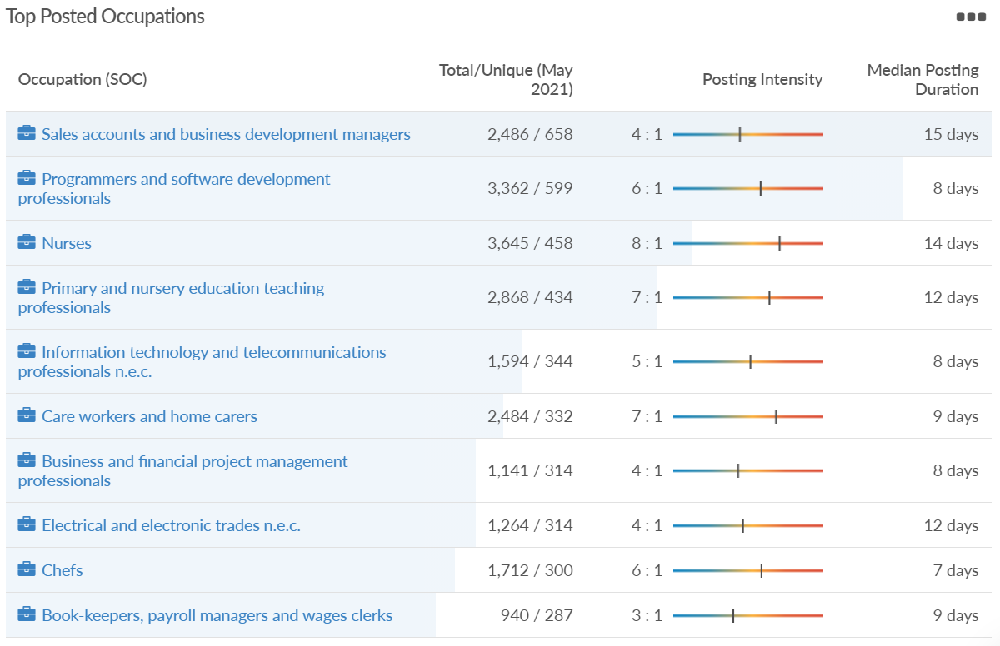 Top Posted Occupations
Occupation (SOC)
Total/Unique (May
2021)
Posting Intensity
Median Posting
Duration
Sales accounts and business development managers 2,486 / 658 4 : 1 15 days
Programmers and software development
professionals 3,362 / 599 6 : 1 8 days
Nurses 3,645 / 458 8 : 1 14 days
Primary and nursery education teaching
professionals 2,868 / 434 7 : 1 12 days
Information technology and telecommunications
professionals n.e.c. 1,594 / 344 5 : 1 8 days
Care workers and home carers 2,484 / 332 7 : 1 9 days
Business and financial project management
professionals 1,141 / 314 4 : 1 8 days
Electrical and electronic trades n.e.c. 1,264 / 314 4 : 1 12 days
Chefs 1,712 / 300 6 : 1 7 days
Book-keepers, payroll managers and wages clerks 940 / 287 3 : 1 9 days